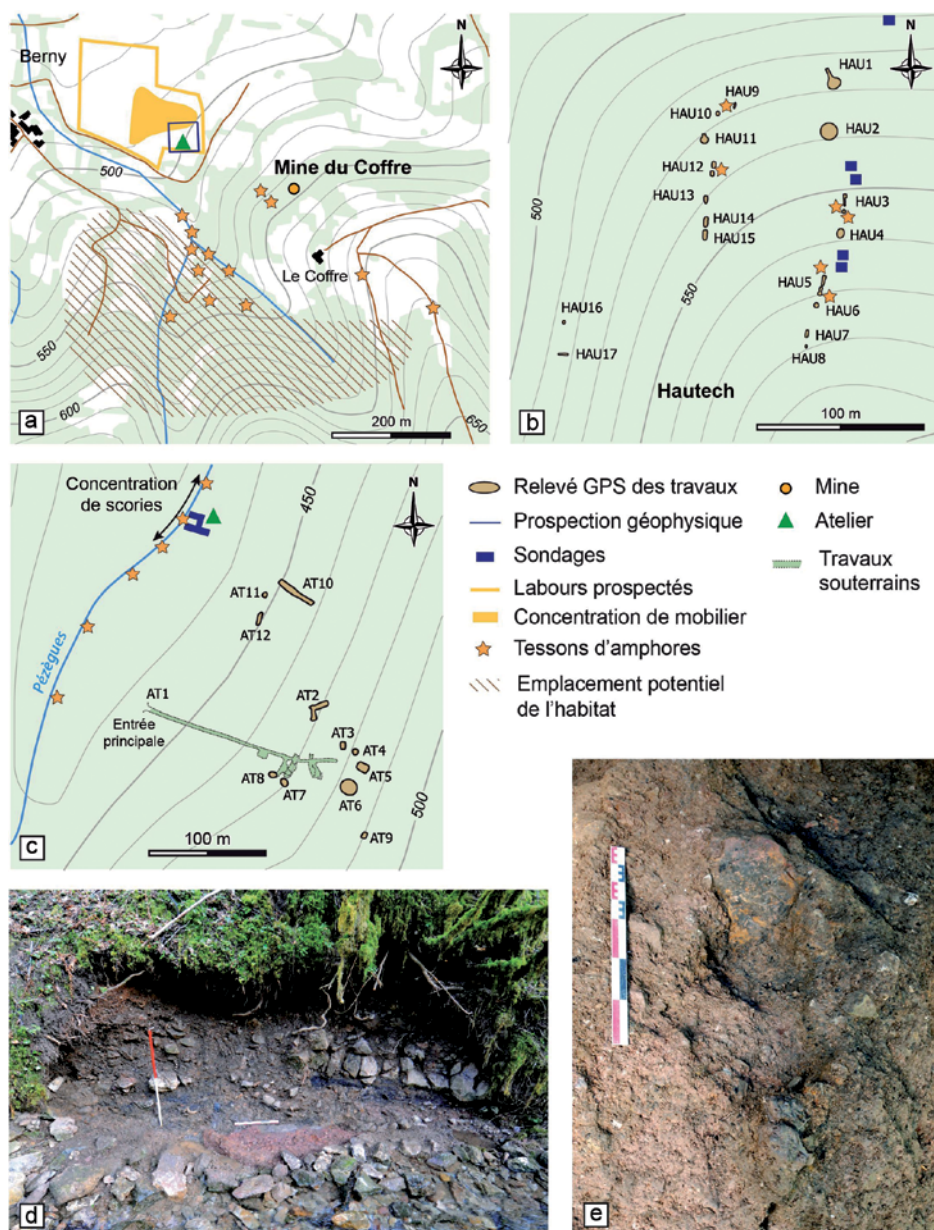 Berny
N
500
Mine du Coffre
Le Coffre
550
600
650
200 m
a
N
HAU1
HAU9
HAU10
HAU2
HAU11
HAU12
HAU13
HAU3
HAU14
HAU4
HAU15
500
550
HAU5
HAU6
HAU16
HAU7
HAU17
HAU8
Hautech
100 m
b
Concentration
de scories
N
450
AT10
AT11
AT12
Pézègues
AT1
AT2
Entrée
principale
AT3
AT4
AT5
AT8
AT7
AT6
AT9
500
100 m
c
Relevé GPS des travaux
Prospection géophysique
Sondages
Labours prospectés
Concentration de mobilier
Tessons d'amphores
Emplacement potentiel
de l'habitat
Mine
Atelier
Travaux
souterrains
d
e